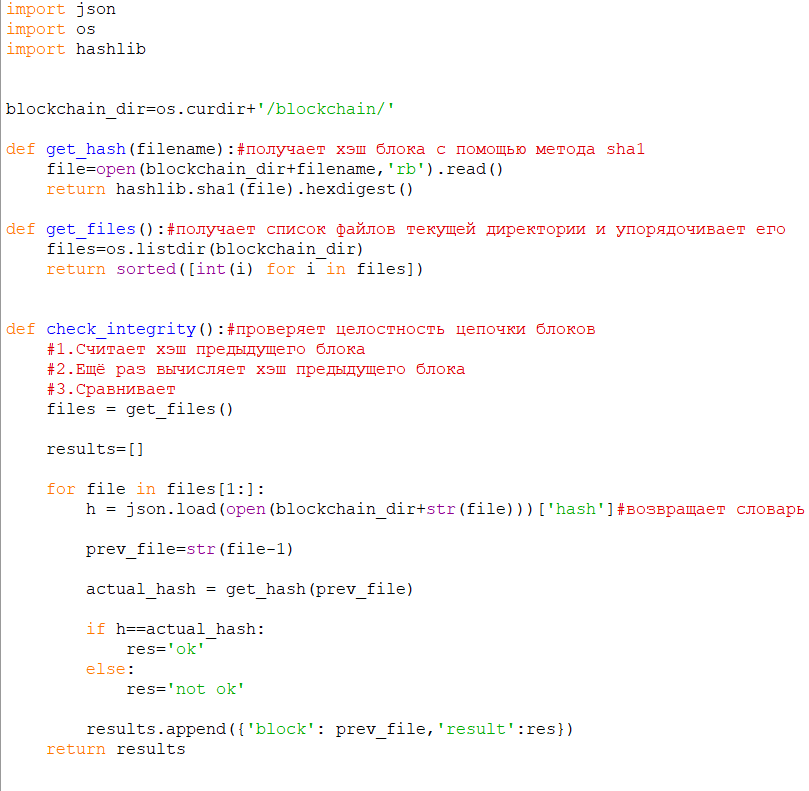 import json
import os
import hashlib
blockchain_dir=os.curdir+'/blockchain/'
def get_hash(filename):#получает хэш блока с помощью метода sha1
    file=open(blockchain_dir+filename,'rb').read()
    return hashlib.sha1(file).hexdigest()
def get_files():#получает список файлов текущей директории и упорядочивает его
    files=os.listdir(blockchain_dir)
    return sorted([int(i) for i in files])
def check_integrity():#проверяет целостность цепочки блоков
    #1.Считает хэш предыдущего блока
    #2.Ещё раз вычисляет хэш предыдущего блока
    #3.Сравнивает
    files = get_files()
    results=[]
    for file in files[1:]:
        h = json.load(open(blockchain_dir+str(file)))['hash']#возвращает словарь
        prev_file=str(file-1)
        actual_hash = get_hash(prev_file)
        if h==actual_hash:
            res='ok'
        else:
            res='not ok'
        results.append({'block': prev_file,'result':res})
    return results